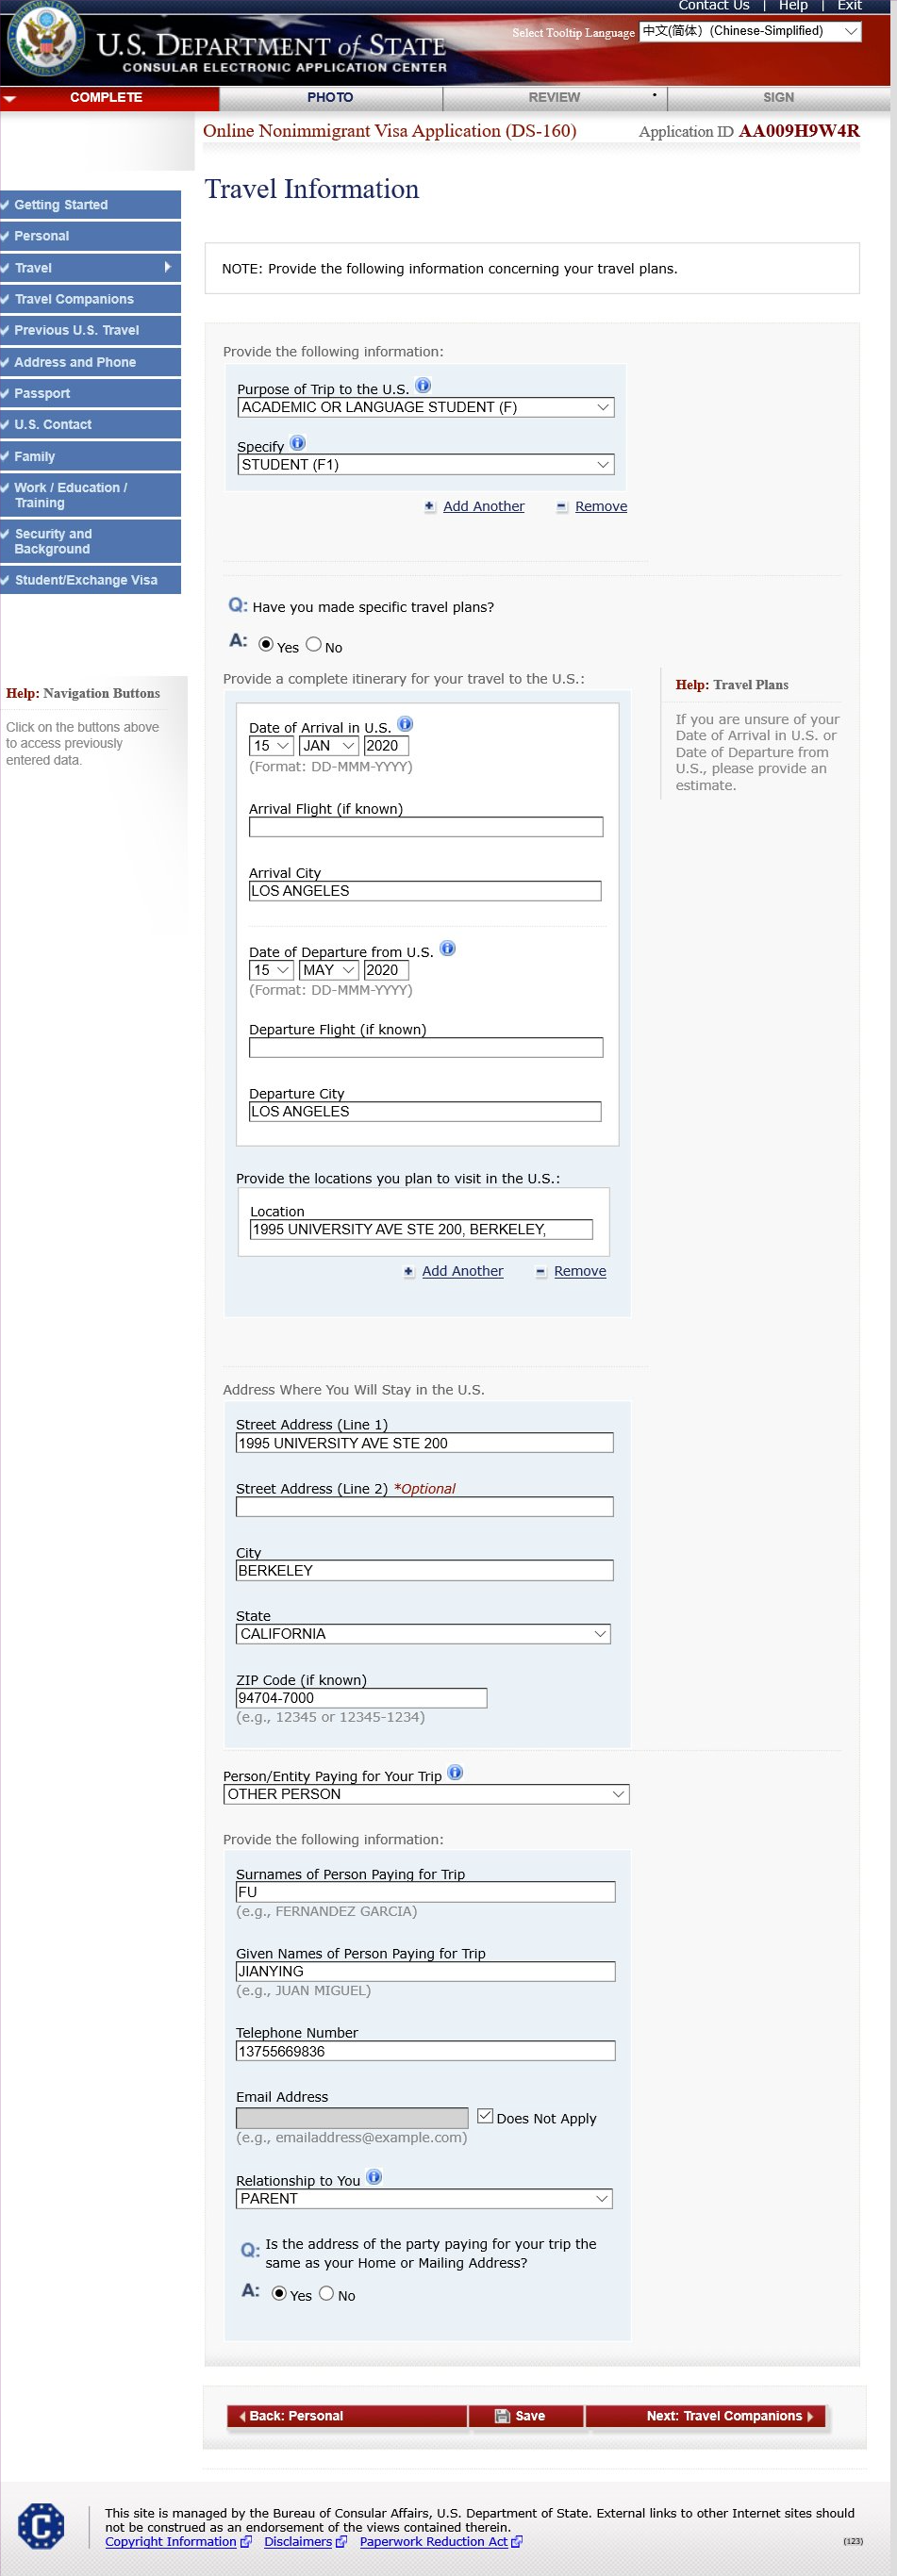 Contact Us | Help | Exit
U.S. DEPARTMENT of STATE
CONSULAR ELECTRONIC APPLICATION CENTER
Select Tooltip Language 中文(简体) (Chinese-Simplified)
COMPLETE PHOTO REVIEW SIGN
Online Nonimmigrant Visa Application (DS-160) Application ID AA009H9W4R
Travel Information
Getting Started
Personal
Travel
Travel Companions
Previous U.S. Travel
Address and Phone
Passport
U.S. Contact
Family
Work / Education /
Training
Security and
Background
Student/Exchange Visa
Help: Navigation Buttons
Click on the buttons above
to access previously
entered data.
NOTE: Provide the following information concerning your travel plans.
Provide the following information:
Purpose of Trip to the U.S.
ACADEMIC OR LANGUAGE STUDENT (F)
Specify
STUDENT (F1)
Add Another Remove
Q: Have you made specific travel plans?
A: Yes No
Provide a complete itinerary for your travel to the U.S.:
Help: Travel Plans
If you are unsure of your
Date of Arrival in U.S. or
Date of Departure from
U.S., please provide an
estimate.
Date of Arrival in U.S.
15 JAN 2020
(Format: DD-MMM-YYYY)
Arrival Flight (if known)
Arrival City
LOS ANGELES
Date of Departure from U.S.
15 MAY 2020
(Format: DD-MMM-YYYY)
Departure Flight (if known)
Departure City
LOS ANGELES
Provide the locations you plan to visit in the U.S.:
Location
1995 UNIVERSITY AVE STE 200, BERKELEY,
Add Another Remove
Address Where You Will Stay in the U.S.
Street Address (Line 1)
1995 UNIVERSITY AVE STE 200
Street Address (Line 2) *Optional
City
BERKELEY
State
CALIFORNIA
ZIP Code (if known)
94704-7000
(e.g., 12345 or 12345-1234)
Person/Entity Paying for Your Trip
OTHER PERSON
Provide the following information:
Surnames of Person Paying for Trip
FU
(e.g., FERNANDEZ GARCIA)
Given Names of Person Paying for Trip
JIANYING
(e.g., JUAN MIGUEL)
Telephone Number
13755669836
Email Address
Does Not Apply
(e.g., emailaddress@example.com)
Relationship to You
PARENT
Q: Is the address of the party paying for your trip the
same as your Home or Mailing Address?
A: Yes No
Back: Personal Save Next: Travel Companions
C
This site is managed by the Bureau of Consular Affairs, U.S. Department of State. External links to other Internet sites should
not be construed as an endorsement of the views contained therein.
Copyright Information Disclaimers Paperwork Reduction Act (123)